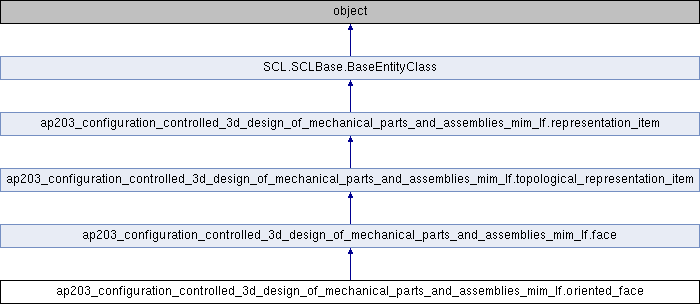 object
SCL.SCLBase.BaseEntityClass
ap203_configuration_controlled_3d_design_of_mechanical_parts_and_assemblies_mim_lf.representation_item
ap203_configuration_controlled_3d_design_of_mechanical_parts_and_assemblies_mim_lf.topological_representation_item
ap203_configuration_controlled_3d_design_of_mechanical_parts_and_assemblies_mim_lf.face
ap203_configuration_controlled_3d_design_of_mechanical_parts_and_assemblies_mim_lf.oriented_face